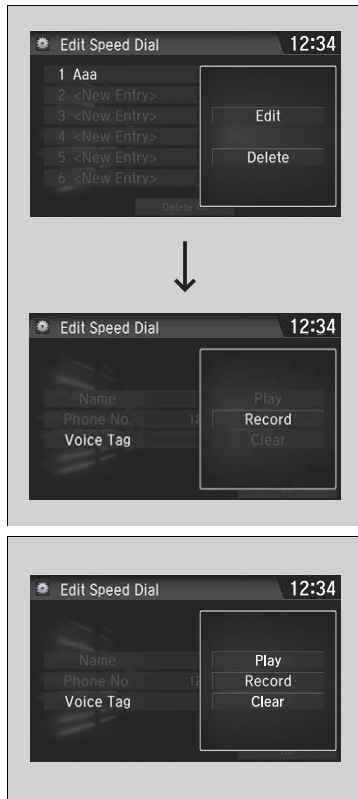 Edit Speed Dial 12:34
1 Aaa
2 <New Entry>
3 <New Entry>
4 <New Entry>
5 <New Entry>
6 <New Entry>
Edit
Delete
Delete All
Edit Speed Dial 12:34
Name
Phone No. 12
Voice Tag
Play
Record
Clear
Edit Speed Dial 12:34
Name
Phone No. 12
Voice Tag
Play
Record
Clear